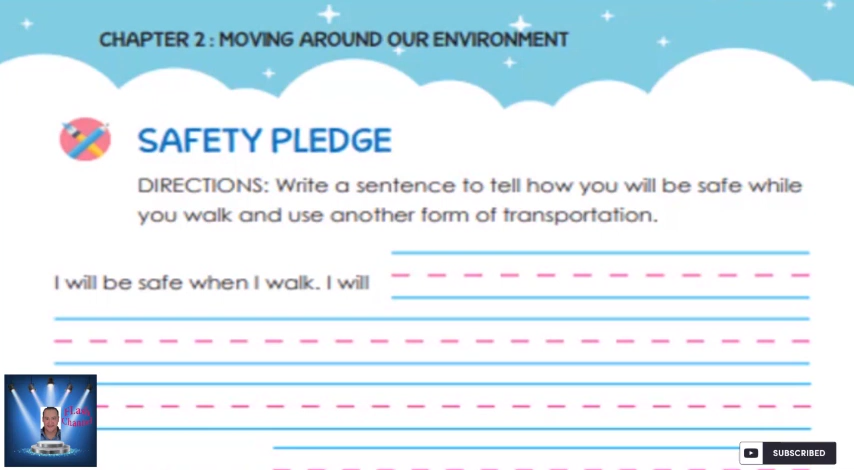 CHAPTER 2 : MOVING AROUND OUR ENVIRONMENT
SAFETY PLEDGE
DIRECTIONS: Write a sentence to tell how you will be safe while
you walk and use another form of transportation.
I will be safe when I walk. I will
SUBSCRIBED